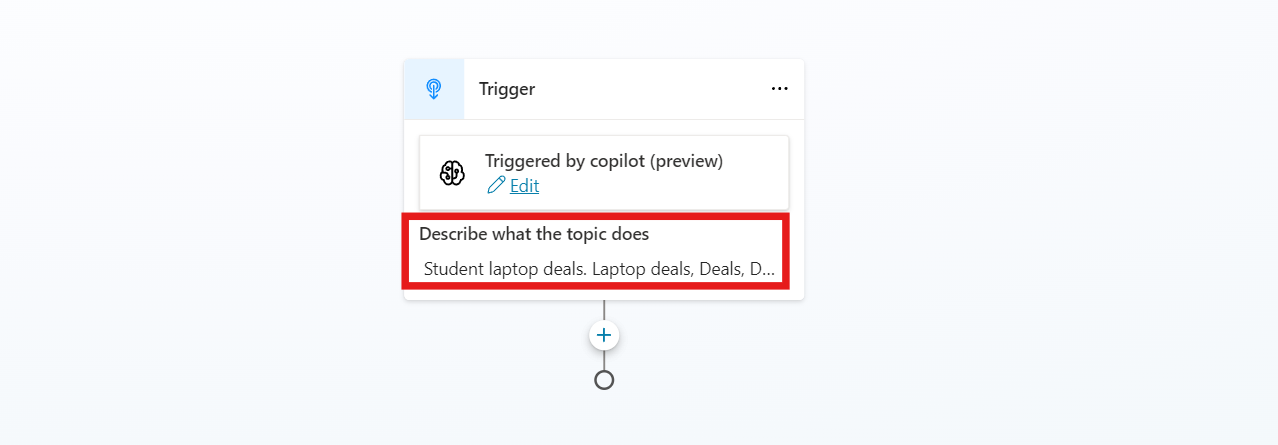 Trigger
Triggered by copilot (preview)
Edit
Describe what the topic does
Student laptop deals. Laptop deals, Deals, D...